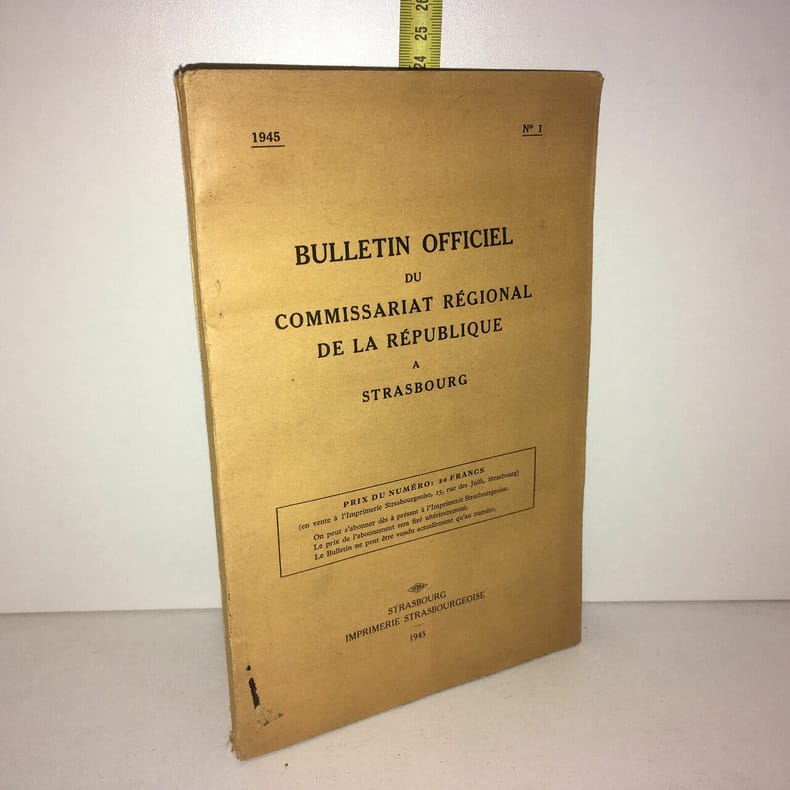 24 25 26
1945
Nº 1
BULLETIN OFFICIEL
DU
COMMISSARIAT RÉGIONAL
DE LA RÉPUBLIQUE
A
STRASBOURG
PRIX DU NUMÉRO: 20 FRANCS
(en vente à l'Imprimerie Strasbourgeoise, 15, rue des Juifs, Strasbourg)
On peut s'abonner dès à présent à l'Imprimerie Strasbourgeoise.
Le prix de l'abonnement sera fixé ultérieurement.
Le Bulletin ne peut être vendu actuellement qu'au numéro.
STRASBOURG
IMPRIMERIE STRASBOURGEOISE
1945